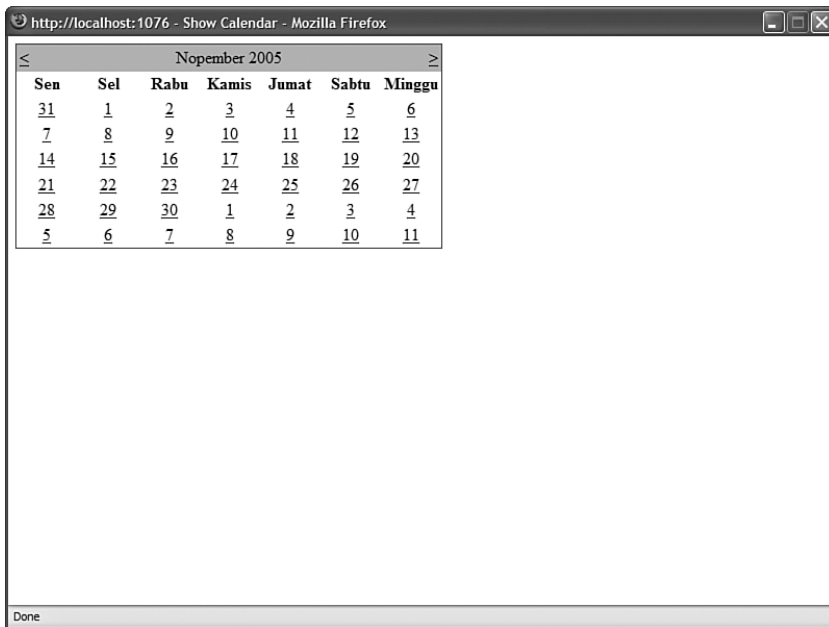 http://localhost:1076 - Show Calendar - Mozilla Firefox
< Nopember 2005 >
Sen Sel Rabu Kamis Jumat Sabtu Minggu
31 1 2 3 4 5 6
7 8 9 10 11 12 13
14 15 16 17 18 19 20
21 22 23 24 25 26 27
28 29 30 1 2 3 4
5 6 7 8 9 10 11
Done